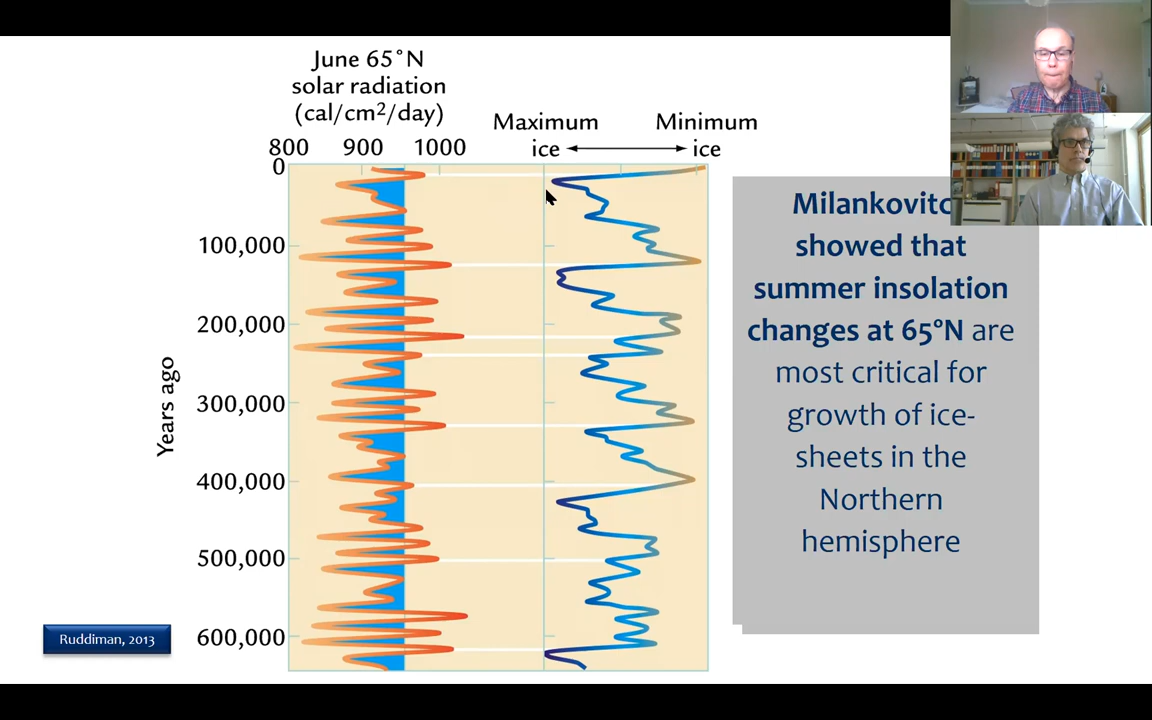 June 65°N
solar radiation
(cal/cm²/day)
Maximum Minimum
800 900 1000 ice ice
0
100,000
200,000
300,000
400,000
500,000
600,000
Years ago
Milankovitc
showed that
summer insolation
changes at 65°N are
most critical for
growth of ice-
sheets in the
Northern
hemisphere
Ruddiman, 2013